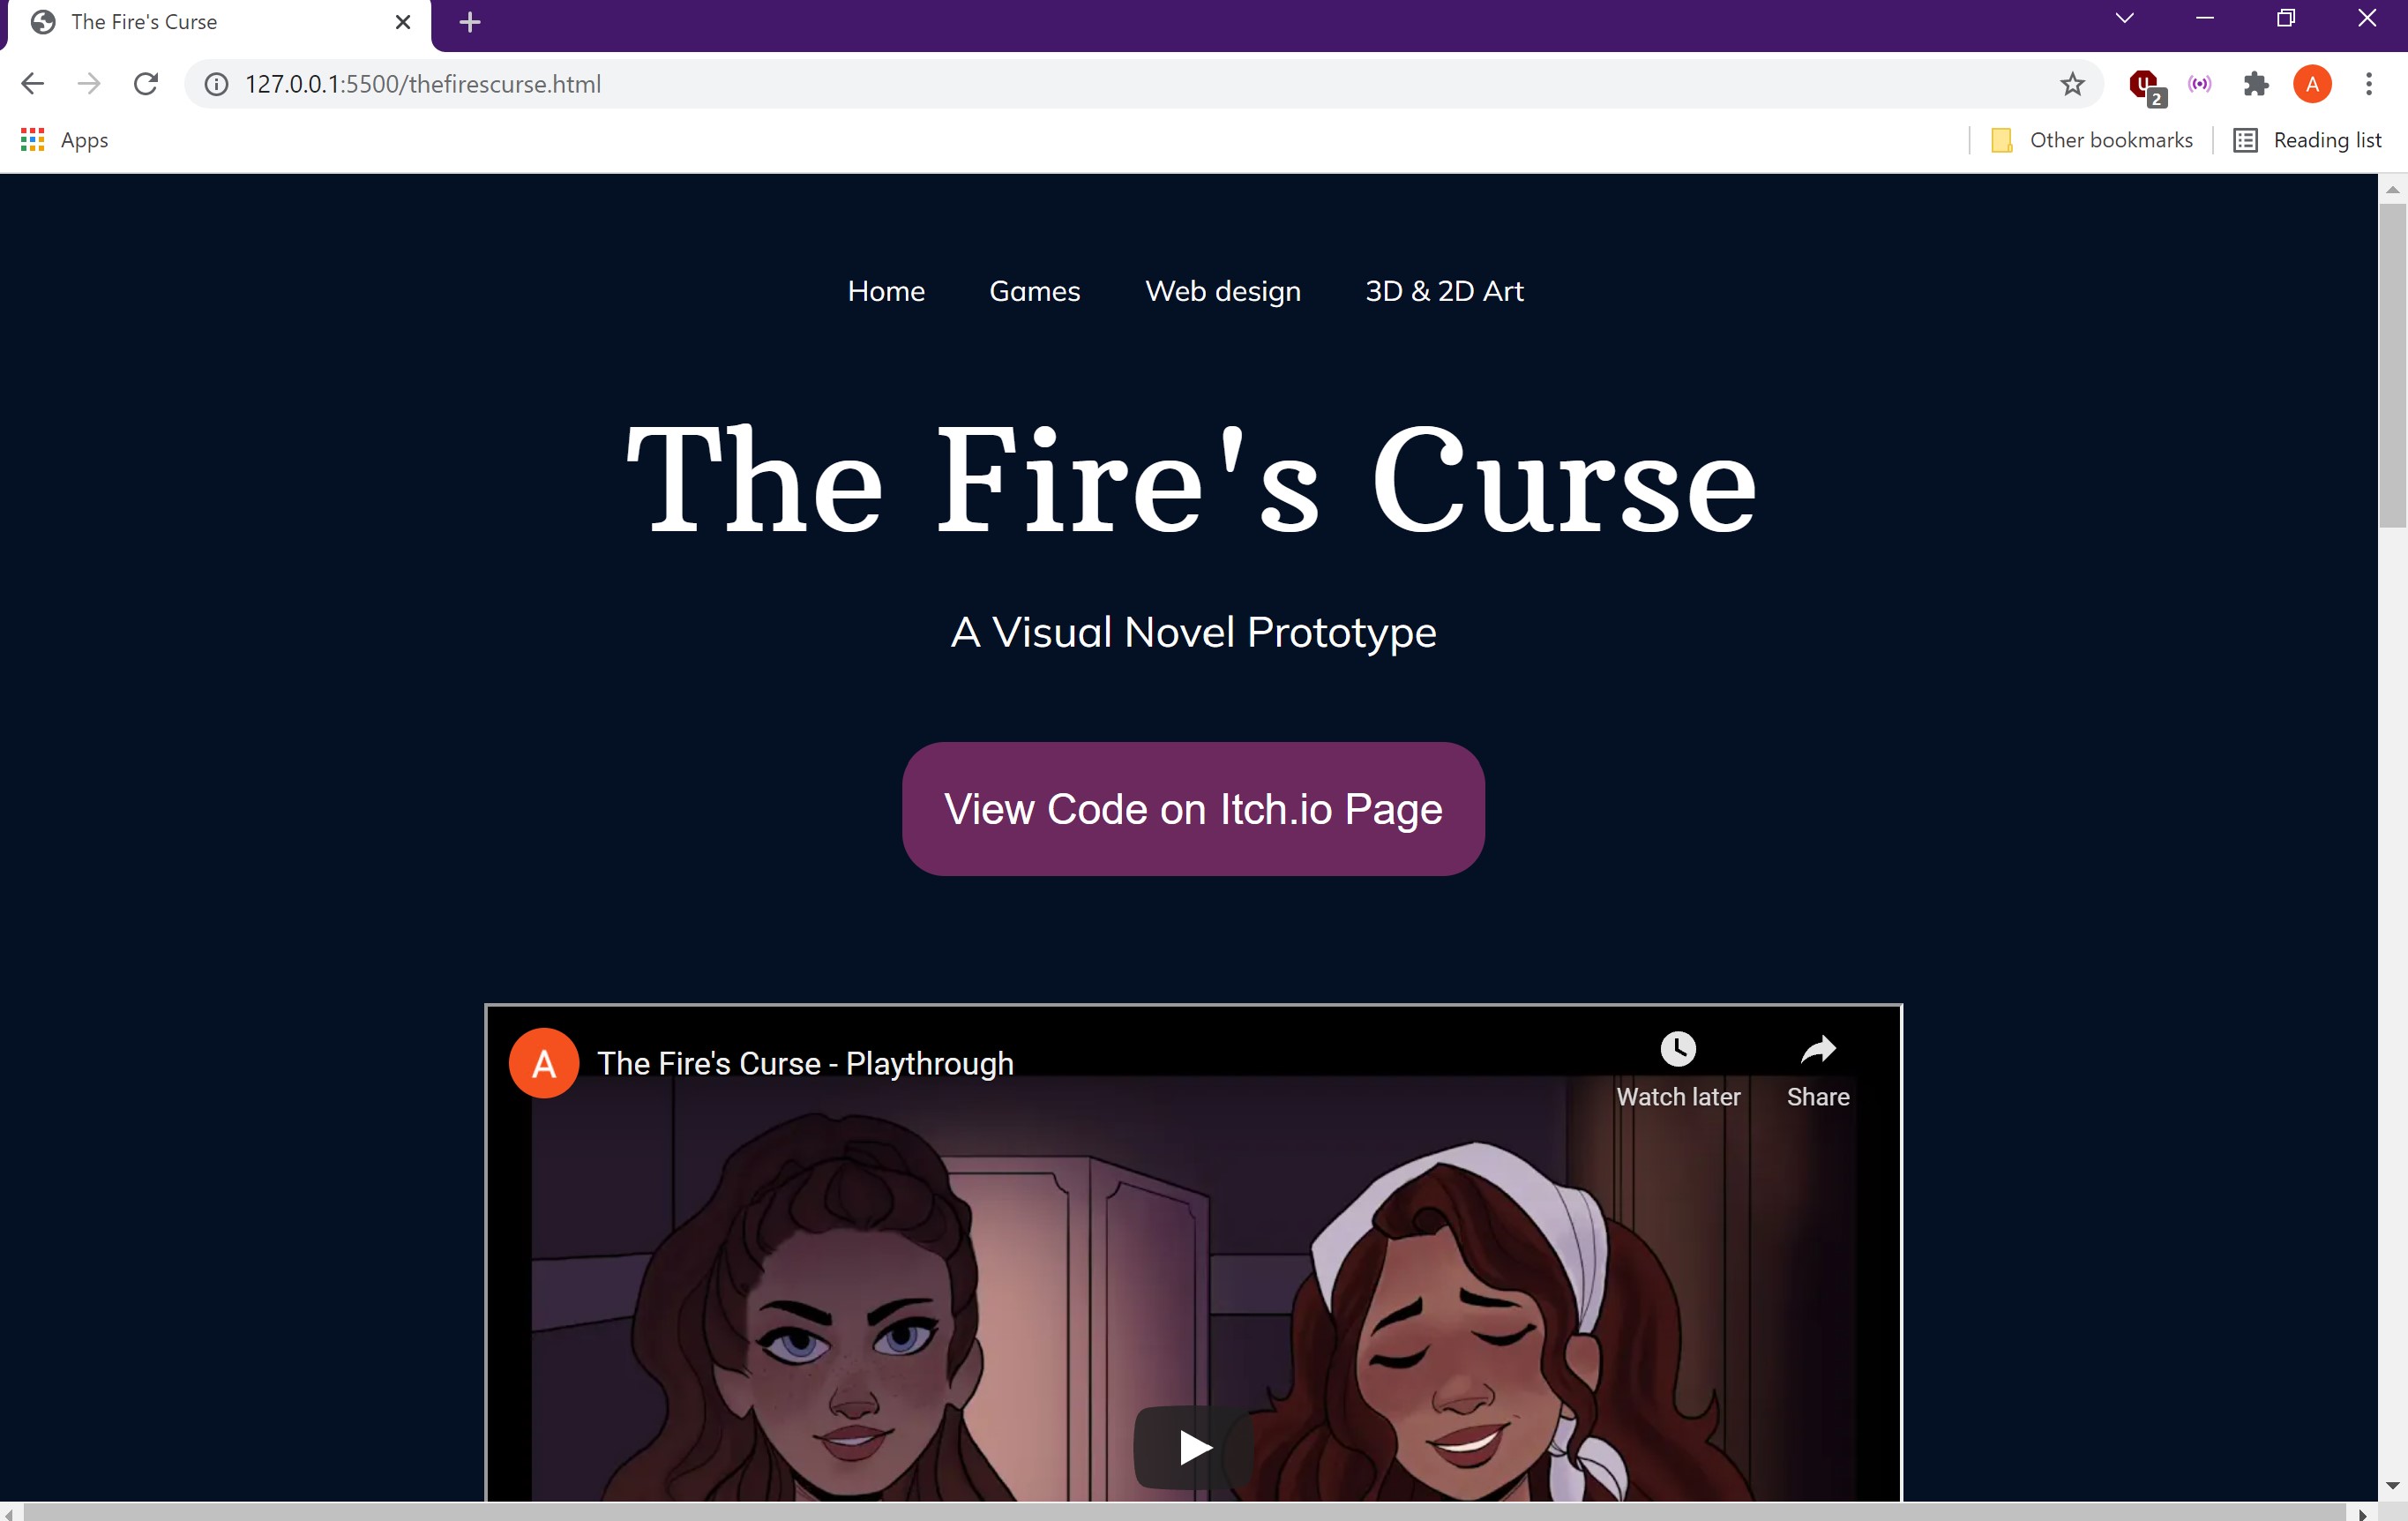 The Fire's Curse
127.0.0.1:5500/thefirescurse.html
2
A
Apps
Other bookmarks
Reading list
Home Games Web design 3D & 2D Art
The Fire's Curse
A Visual Novel Prototype
View Code on Itch.io Page
A
The Fire's Curse - Playthrough
Watch later
Share